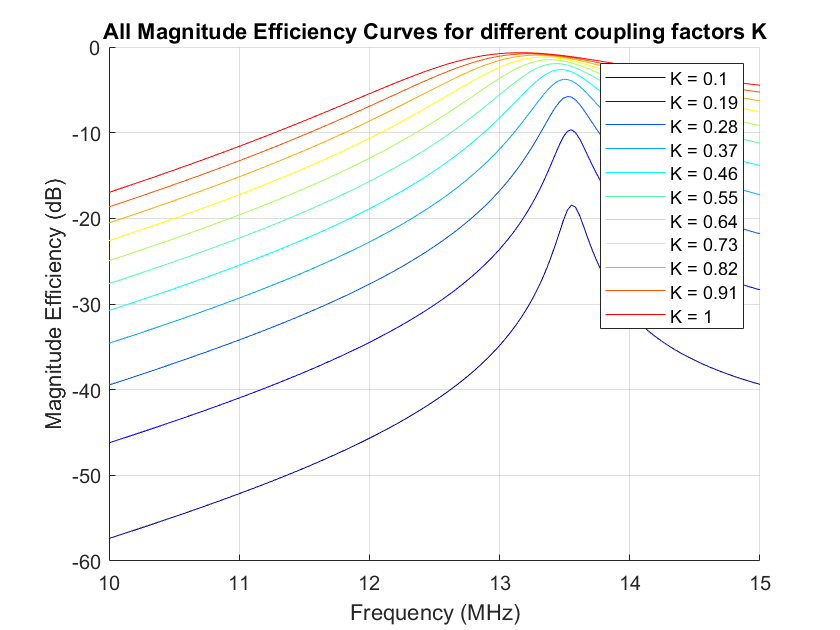 All Magnitude Efficiency Curves for different coupling factors K
0
-10
-20
-30
-40
-50
-60
Magnitude Efficiency (dB)
K = 0.1
K = 0.19
K = 0.28
K = 0.37
K = 0.46
K = 0.55
K = 0.64
K = 0.73
K = 0.82
K = 0.91
K = 1
10 11 12 13 14 15
Frequency (MHz)